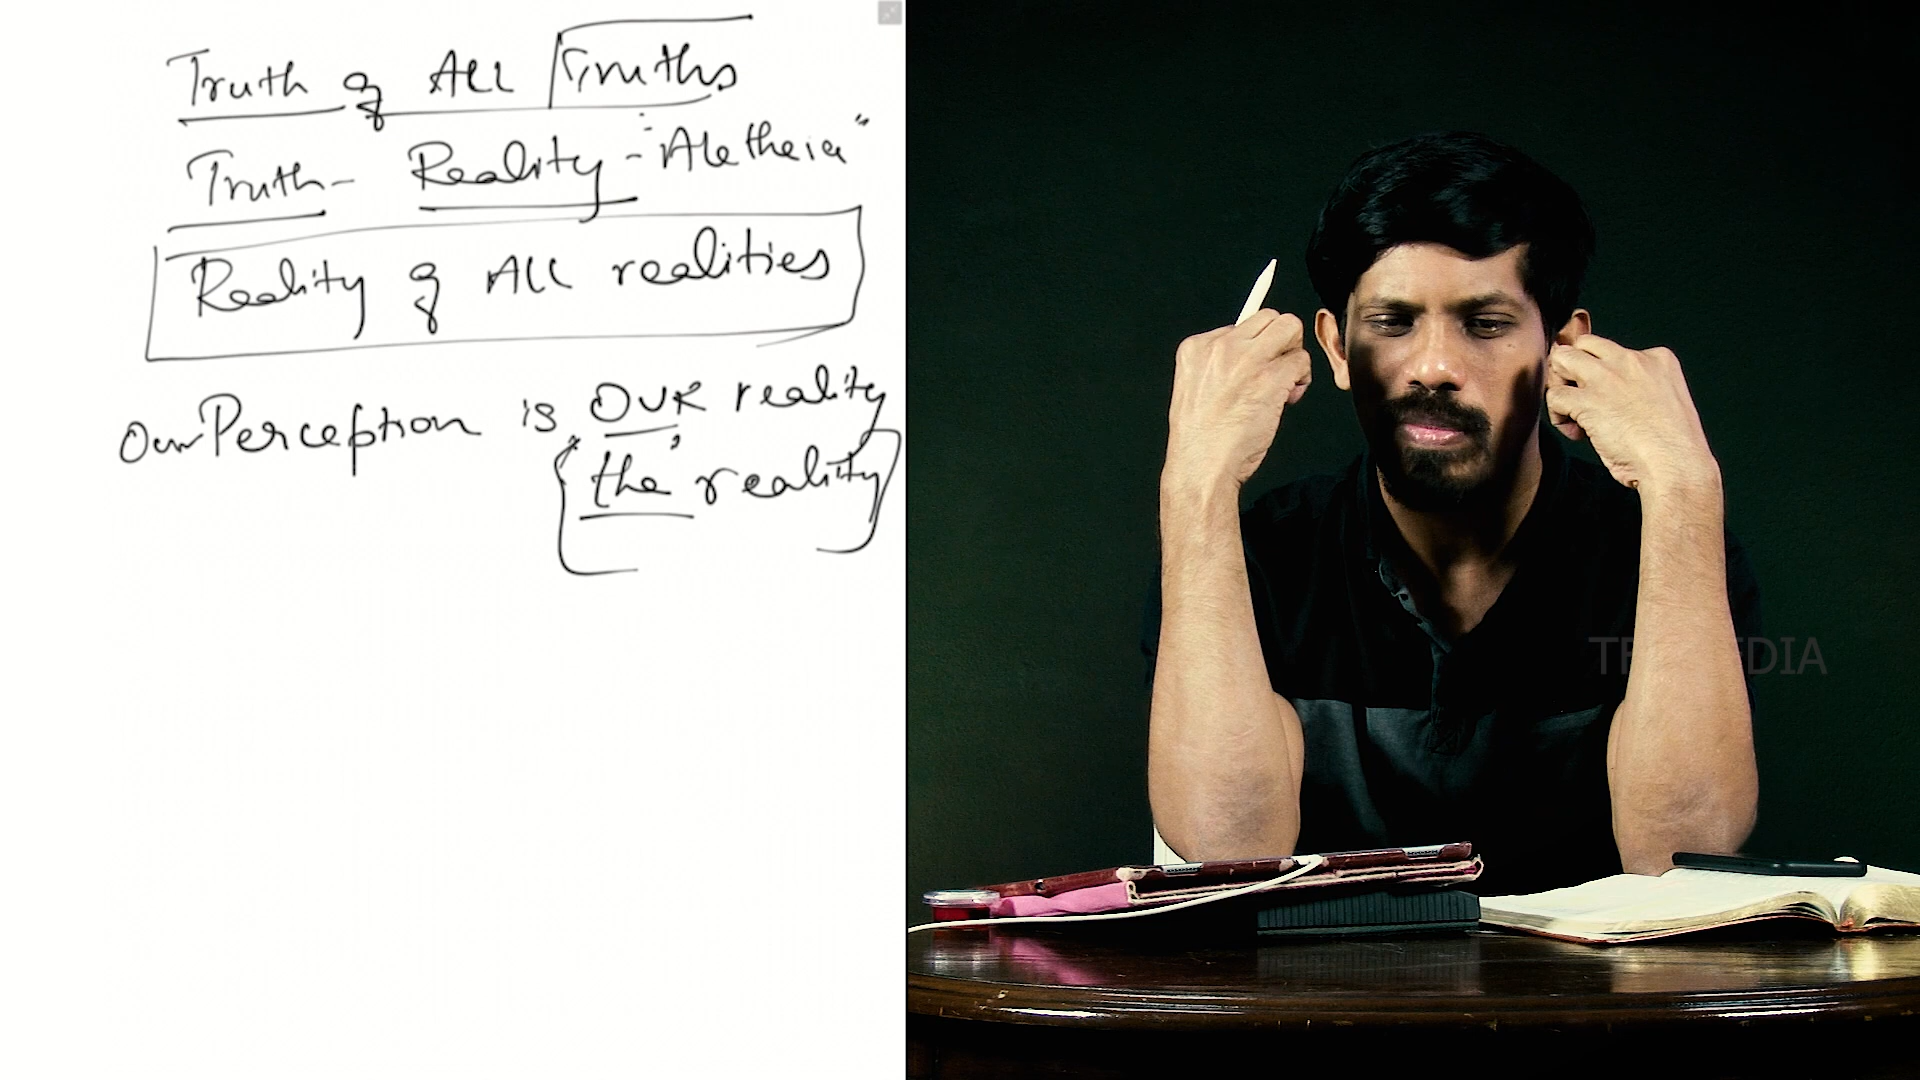 Truth of ALL Truths
Truth - Reality - "Aletheia"
Reality of ALL realities
Our Perception is OUR reality
"the" reality